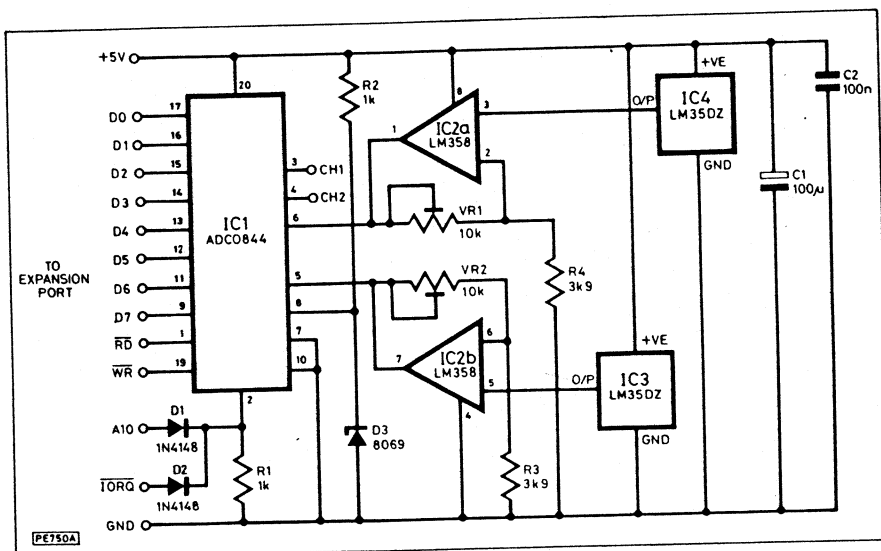 +5V
20
R2
1k
8
IC2a
LM358
3
1
2
O/P
+VE
IC4
LM35DZ
GND
C2
100n
C1
100µ
D0
17
D1
16
D2
15
D3
14
D4
13
D5
12
D6
11
D7
9
RD
1
WR
19
TO
EXPANSION
PORT
IC1
ADC0844
3
CH1
4
CH2
6
5
8
7
10
2
VR1
10k
VR2
10k
R4
3k9
6
7
IC2b
LM358
5
4
O/P
+VE
IC3
LM35DZ
GND
A10
D1
1N4148
IORQ
D2
1N4148
R1
1k
D3
8069
R3
3k9
GND
PE750A